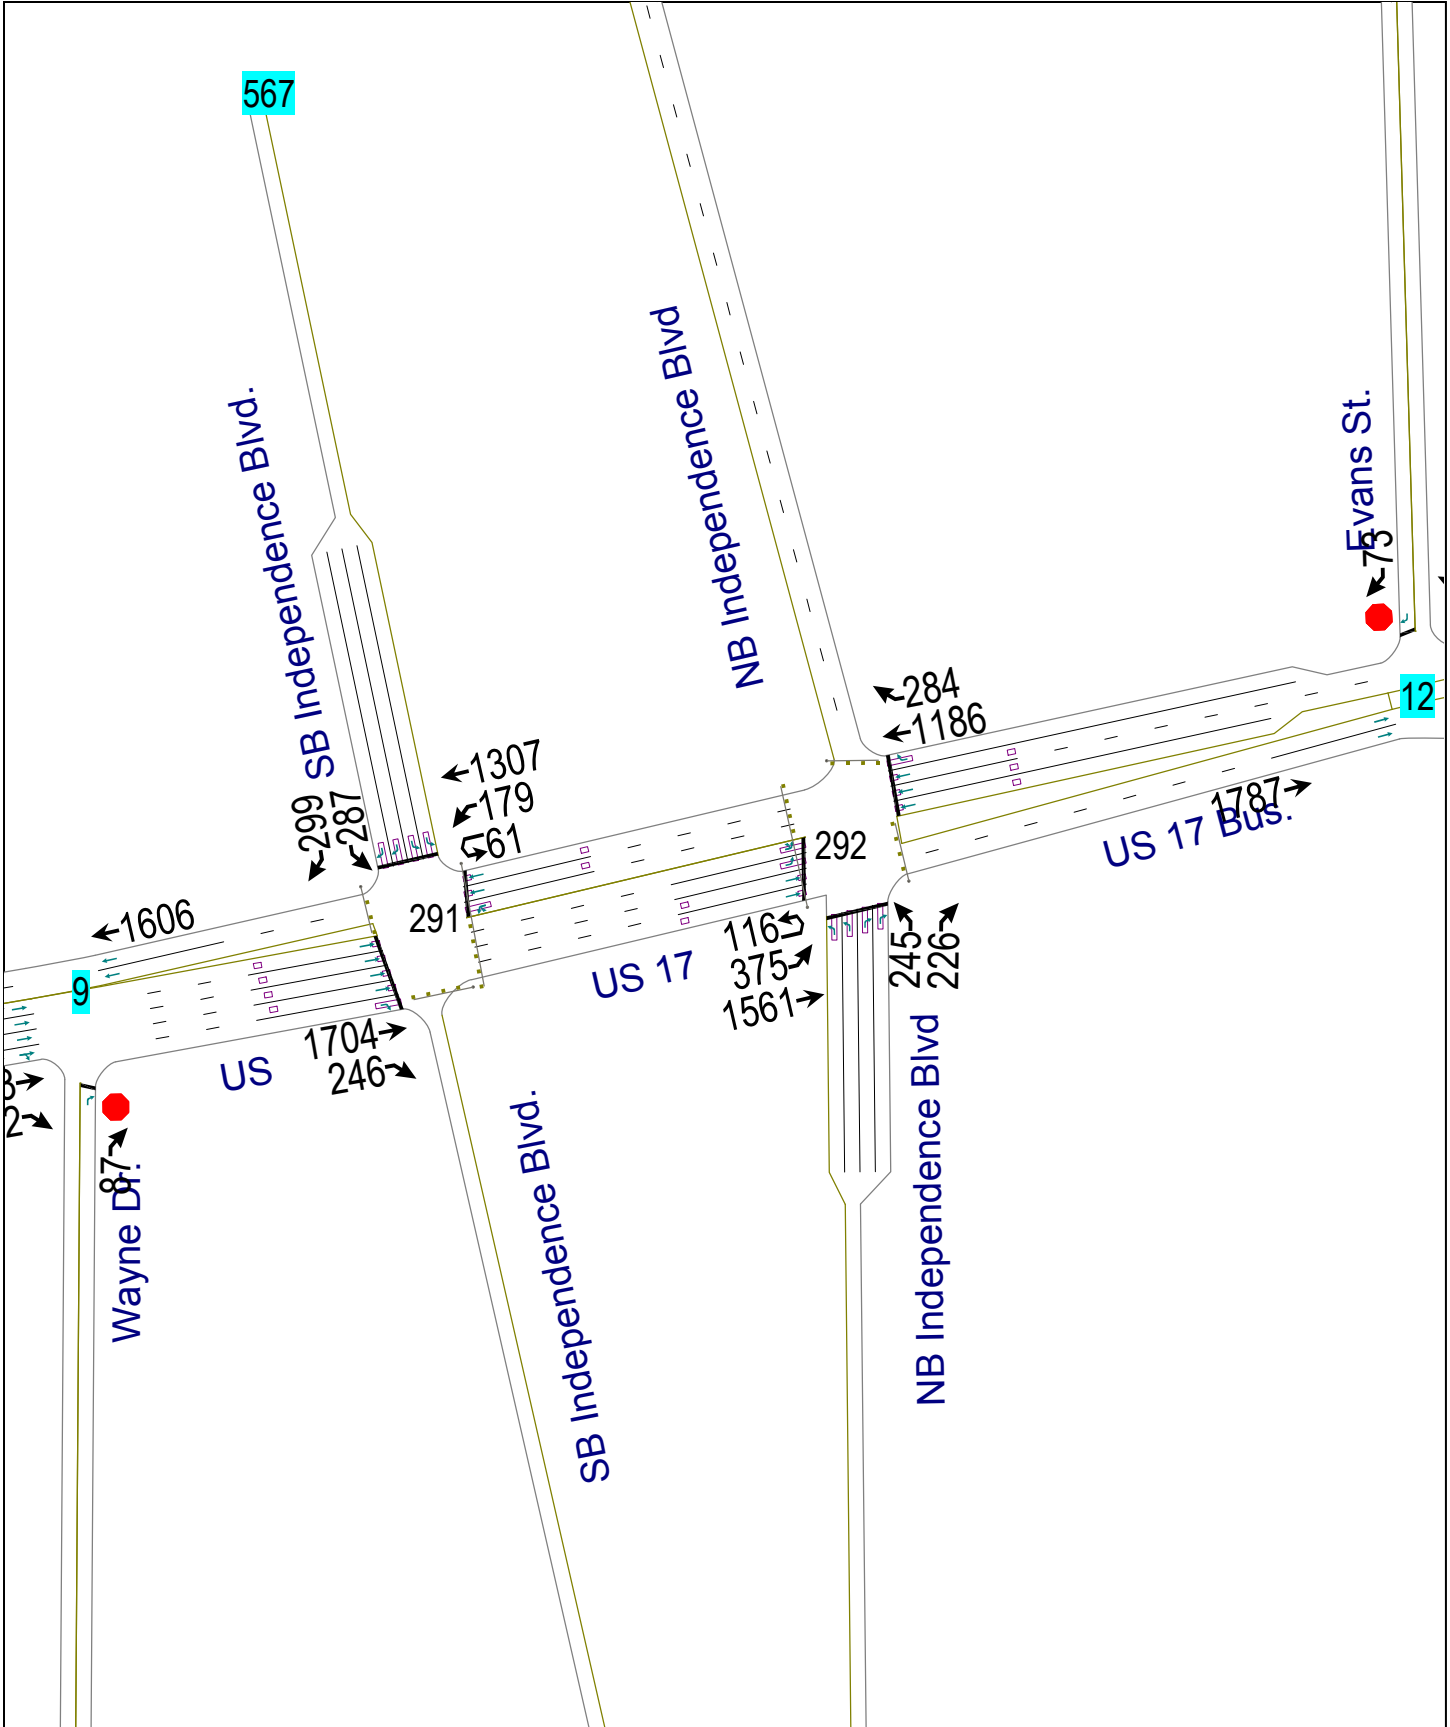 567
SB Independence Blvd.
NB Independence Blvd
Evans St.
73
284
1186
12
1307
179
61
299
287
292
1787
US 17 Bus.
1606
291
9
116
375
1561
245
226
US 17
1704
246
US
87
Wayne Dr.
SB Independence Blvd.
NB Independence Blvd